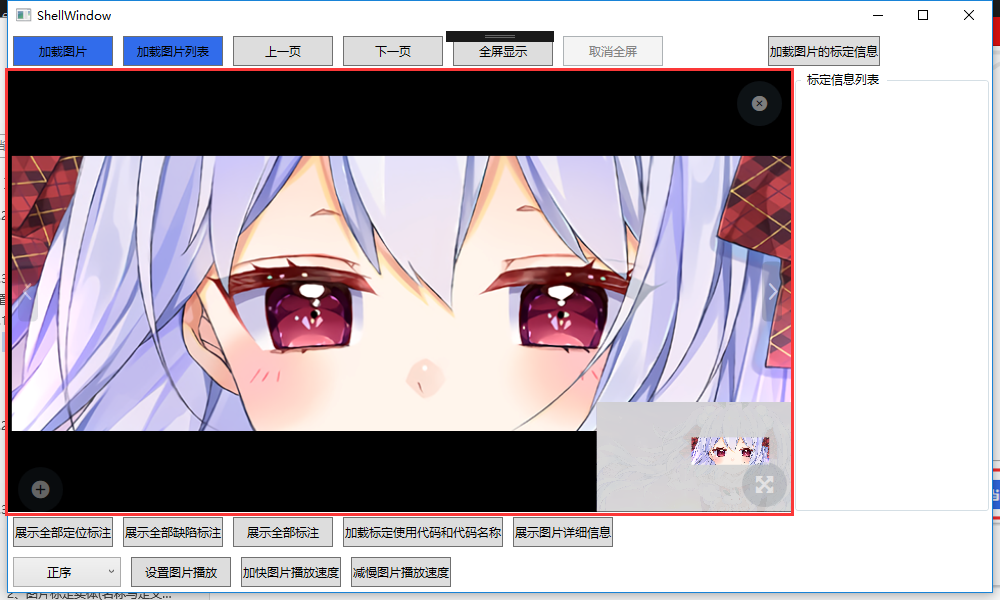 ShellWindow
加载图片 加载图片列表 上一页 下一页 全屏显示 取消全屏 加载图片的标定信息
标定信息列表
展示全部定位标注 展示全部缺陷标注 展示全部标注 加载标定使用代码和代码名称 展示图片详细信息
正序 设置图片播放 加快图片播放速度 减慢图片播放速度